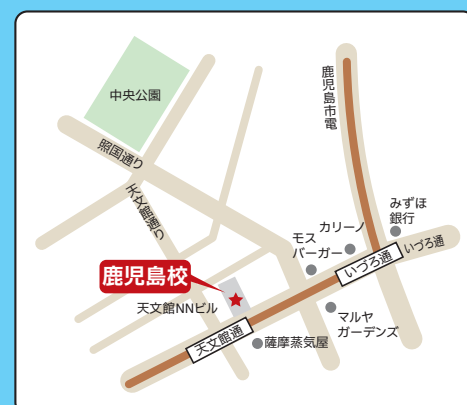 中央公園
照国通り
天文館通り
鹿児島市電
みずほ
銀行
カリーノ
モス
バーガー
いづろ通
いづろ通
鹿児島校
天文館NNビル
マルヤ
ガーデンズ
天文館通
薩摩蒸気屋